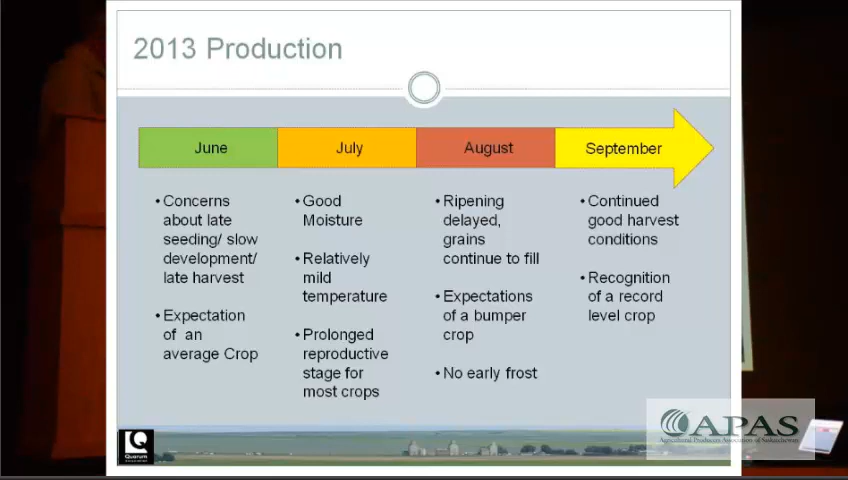 2013 Production
June
July
August
September
• Concerns
about late
seeding/ slow
development/
late harvest
• Expectation
of an
average Crop
• Good
Moisture
• Relatively
mild
temperature
• Prolonged
reproductive
stage for
most crops
• Ripening
delayed,
grains
continue to fill
• Expectations
of a bumper
crop
• No early frost
• Continued
good harvest
conditions
• Recognition
of a record
level crop
Quorum
APAS
Agricultural Producers Association of Saskatchewan